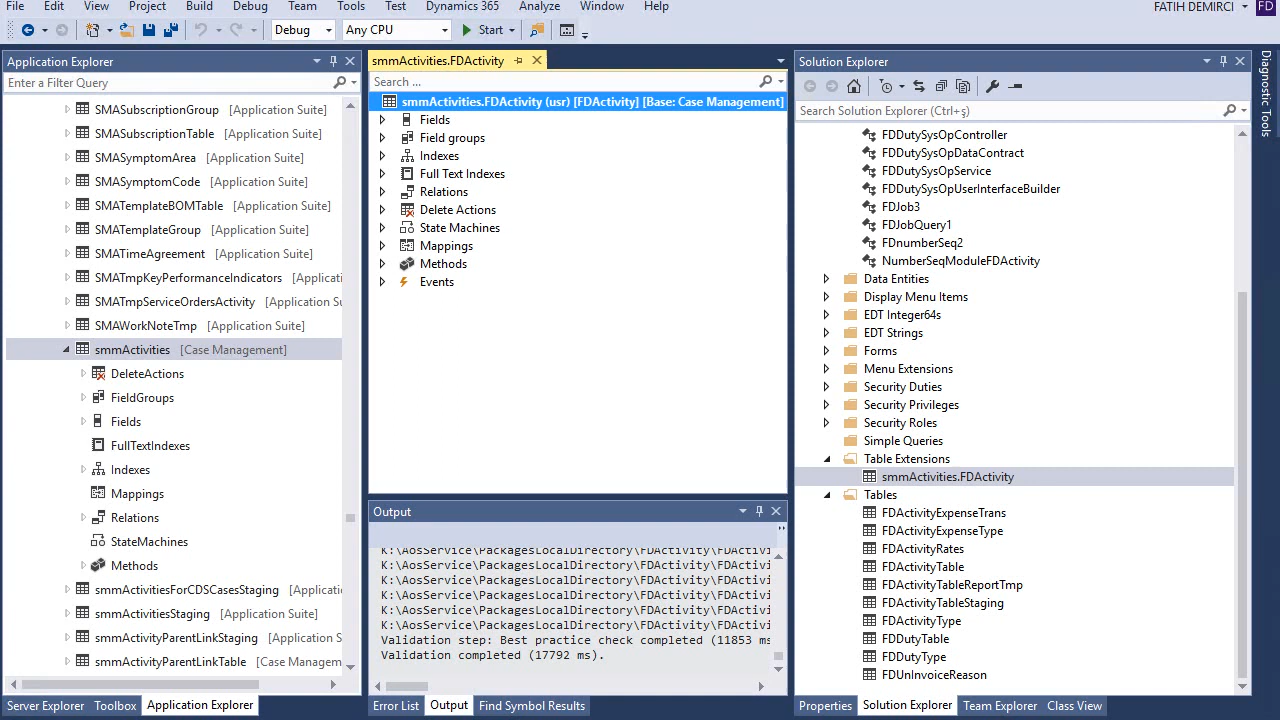 File Edit View Project Build Debug Team Tools Test Dynamics 365 Analyze Window Help FATIH DEMIRCI FD
Debug Any CPU Start
Application Explorer
Enter a Filter Query
SMASubscriptionGroup [Application Suite]
SMASubscriptionTable [Application Suite]
SMASymptomArea [Application Suite]
SMASymptomCode [Application Suite]
SMATemplateBOMTable [Application Suite]
SMATemplateGroup [Application Suite]
SMATimeAgreement [Application Suite]
SMATmpKeyPerformanceIndicators [Applicatio
SMATmpServiceOrdersActivity [Application Su
SMAWorkNoteTmp [Application Suite]
smmActivities [Case Management]
DeleteActions
FieldGroups
Fields
FullTextIndexes
Indexes
Mappings
Relations
StateMachines
Methods
smmActivitiesForCDSCasesStaging [Applicatio
smmActivitiesStaging [Application Suite]
smmActivityParentLinkStaging [Application S
smmActivityParentLinkTable [Case Managem
Server Explorer Toolbox Application Explorer
smmActivities.FDActivity
Search ...
smmActivities.FDActivity (usr) [FDActivity] [Base: Case Management]
Fields
Field groups
Indexes
Full Text Indexes
Relations
Delete Actions
State Machines
Mappings
Methods
Events
Output
K:\AosService\PackagesLocalDirectory\FDActivity\FDActivi
K:\AosService\PackagesLocalDirectory\FDActivity\FDActivi
K:\AosService\PackagesLocalDirectory\FDActivity\FDActivi
K:\AosService\PackagesLocalDirectory\FDActivity\FDActivi
K:\AosService\PackagesLocalDirectory\FDActivity\FDActivi
K:\AosService\PackagesLocalDirectory\FDActivity\FDActivi
Validation step: Best practice check completed (11853 ms
Validation completed (17792 ms).
Error List Output Find Symbol Results
Solution Explorer
Search Solution Explorer (Ctrl+ş)
FDDutySysOpController
FDDutySysOpDataContract
FDDutySysOpService
FDDutySysOpUserInterfaceBuilder
FDJob3
FDJobQuery1
FDnumberSeq2
NumberSeqModuleFDActivity
Data Entities
Display Menu Items
EDT Integer64s
EDT Strings
Forms
Menu Extensions
Security Duties
Security Privileges
Security Roles
Simple Queries
Table Extensions
smmActivities.FDActivity
Tables
FDActivityExpenseTrans
FDActivityExpenseType
FDActivityRates
FDActivityTable
FDActivityTableReportTmp
FDActivityTableStaging
FDActivityType
FDDutyTable
FDDutyType
FDUnInvoiceReason
Properties Solution Explorer Team Explorer Class View
Diagnostic Tools